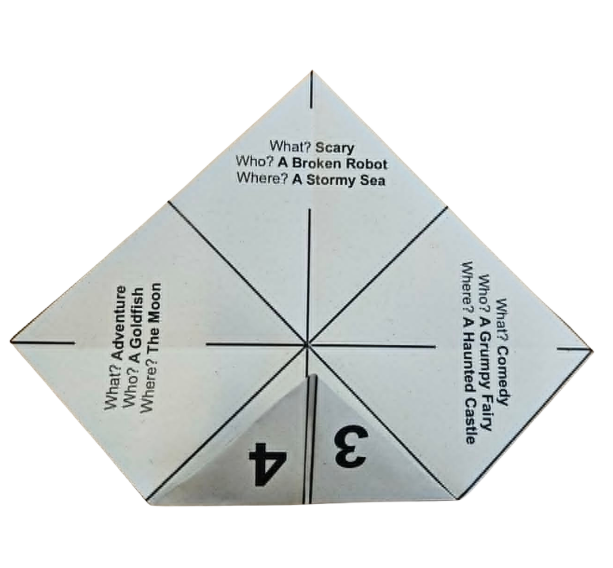 What? Scary
Who? A Broken Robot
Where? A Stormy Sea
What? Adventure
Who? A Goldfish
Where? The Moon
What? Comedy
Who? A Grumpy Fairy
Where? A Haunted Castle
4
3